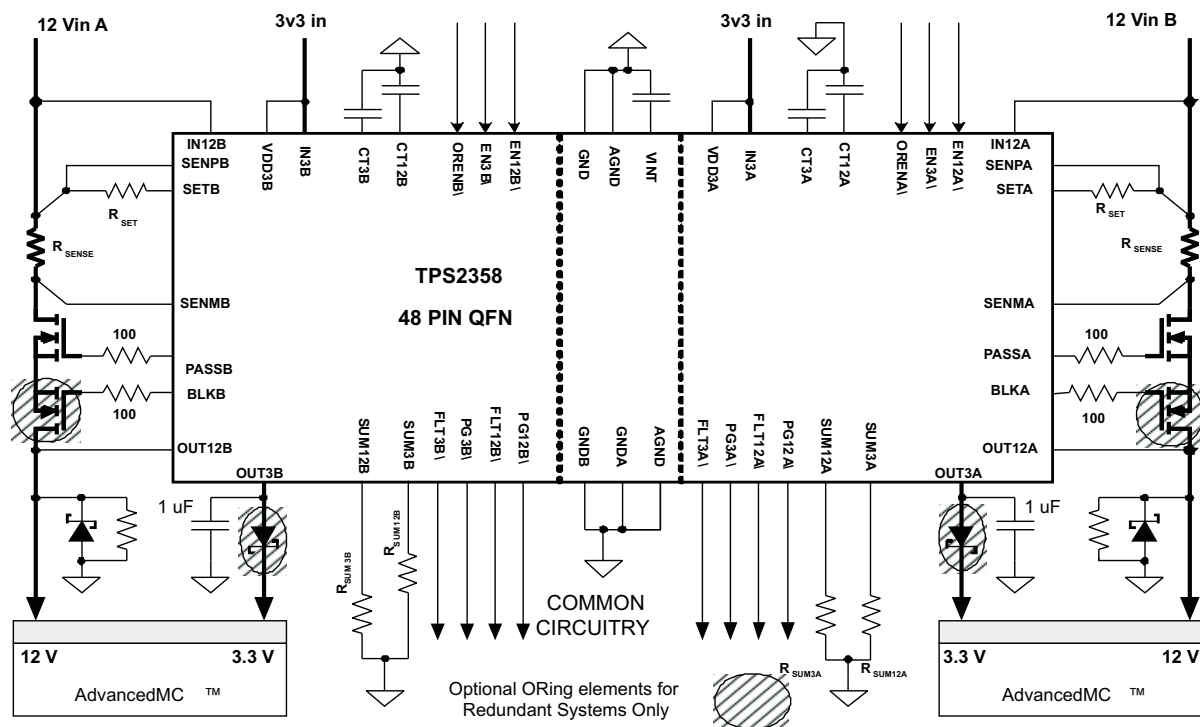 12 Vin A
3v3 in
3v3 in
12 Vin B
IN12B
VDD3B
IN3B
CT3B
CT12B
ORENB\
EN3B\
EN12B\
GND
AGND
VINT
VDD3A
IN3A
CT3A
CT12A
ORENA\
EN3A\
EN12A\
IN12A
SENPB
SENPA
SETB
SETA
R SET
R SET
R SENSE
R SENSE
TPS2358
48 PIN QFN
SENMB
SENMA
100
100
PASSB
PASSA
BLKB
BLKA
100
100
OUT12B
OUT12A
OUT3B
OUT3A
SUM12B
SUM3B
FLT3B\
PG3B\
FLT12B\
PG12B\
GNDB
GNDA
AGND
FLT3A\
PG3A\
FLT12A\
PG12A\
SUM12A
SUM3A
1 uF
1 uF
R SUM3B
R SUM12B
COMMON
CIRCUITRY
12 V
3.3 V
AdvancedMC ™
Optional ORing elements for
Redundant Systems Only
R SUM3A
R SUM12A
3.3 V
12 V
AdvancedMC ™